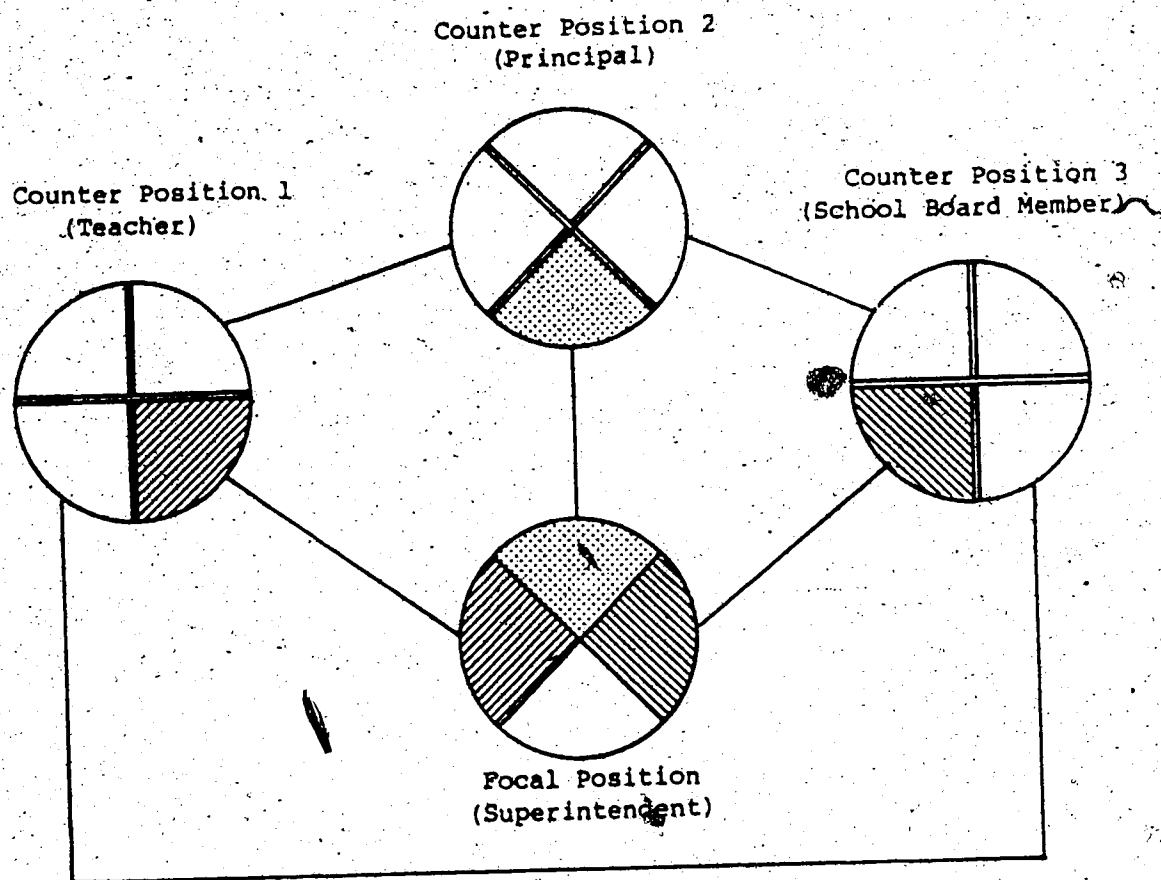 Counter Position 2
(Principal)
Counter Position 1
(Teacher)
Counter Position 3
(School Board Member)
Focal Position
(Superintendent)